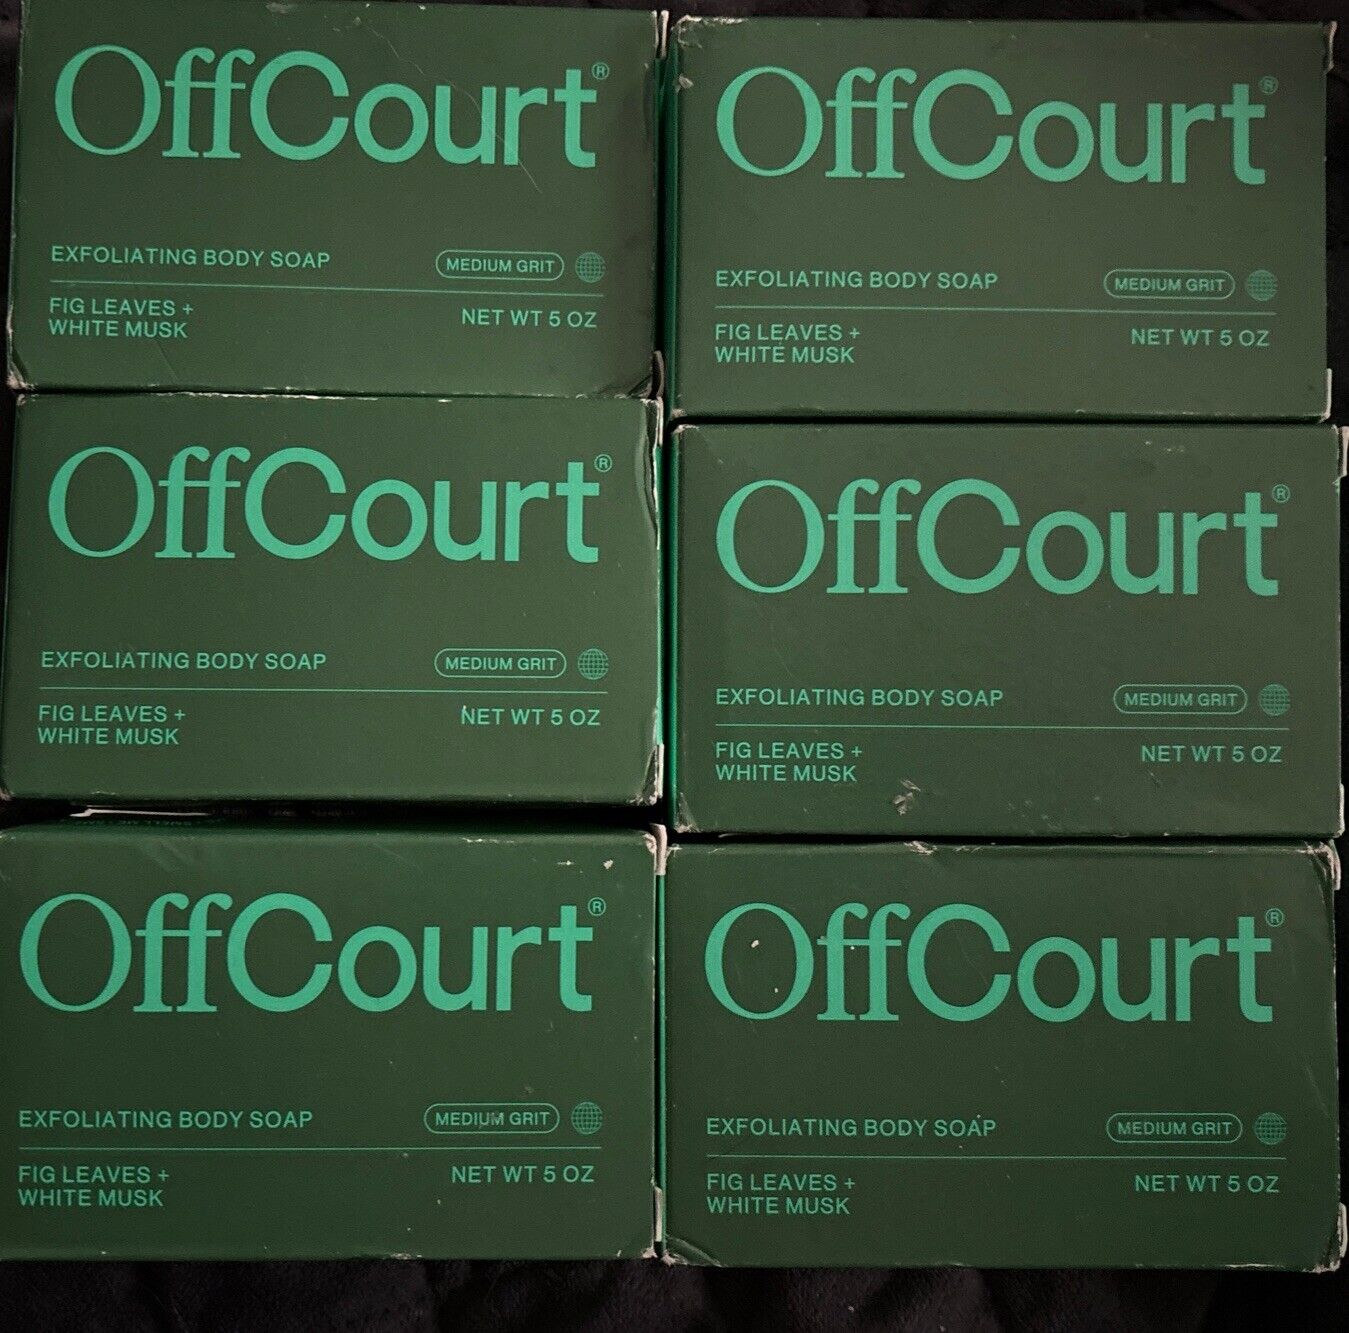 OffCourt®
EXFOLIATING BODY SOAP MEDIUM GRIT
FIG LEAVES + NET WT 5 OZ
WHITE MUSK
OffCourt®
EXFOLIATING BODY SOAP MEDIUM GRIT
FIG LEAVES + NET WT 5 OZ
WHITE MUSK
OffCourt®
EXFOLIATING BODY SOAP MEDIUM GRIT
FIG LEAVES + NET WT 5 OZ
WHITE MUSK
OffCourt®
EXFOLIATING BODY SOAP MEDIUM GRIT
FIG LEAVES + NET WT 5 OZ
WHITE MUSK
OffCourt®
EXFOLIATING BODY SOAP MEDIUM GRIT
FIG LEAVES + NET WT 5 OZ
WHITE MUSK
OffCourt®
EXFOLIATING BODY SOAP MEDIUM GRIT
FIG LEAVES + NET WT 5 OZ
WHITE MUSK